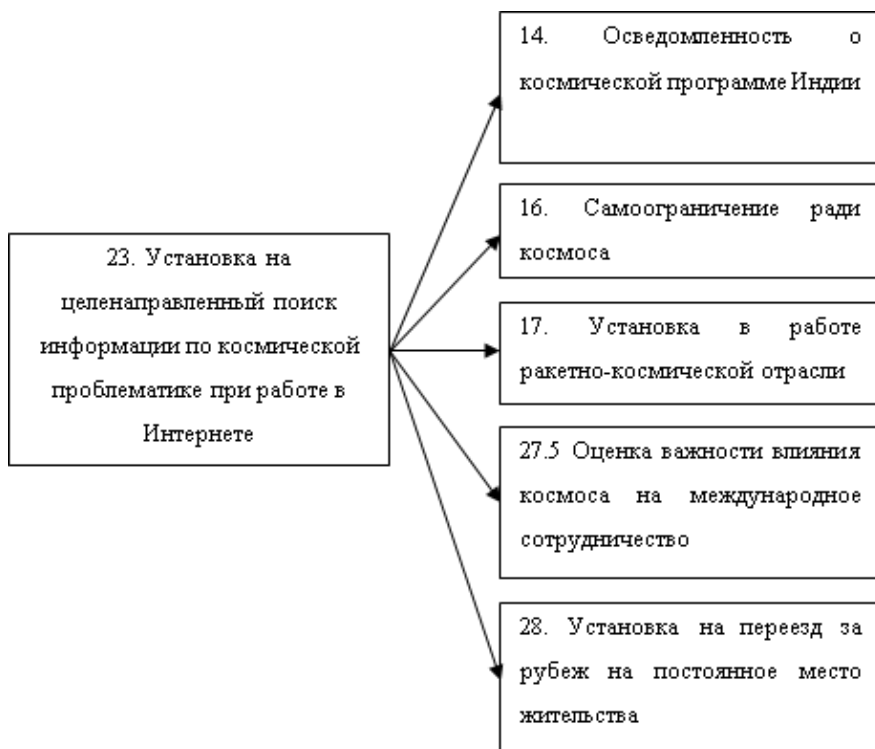 23. Установка на
целенаправленный поиск
информации по космической
проблематике при работе в
Интернете
14. Осведомленность о
космической программе Индии
16. Самоограничение ради
космоса
17. Установка в работе
ракетно-космической отрасли
27.5 Оценка важности влияния
космоса на международное
сотрудничество
28. Установка на переезд за
рубеж на постоянное место
жительства